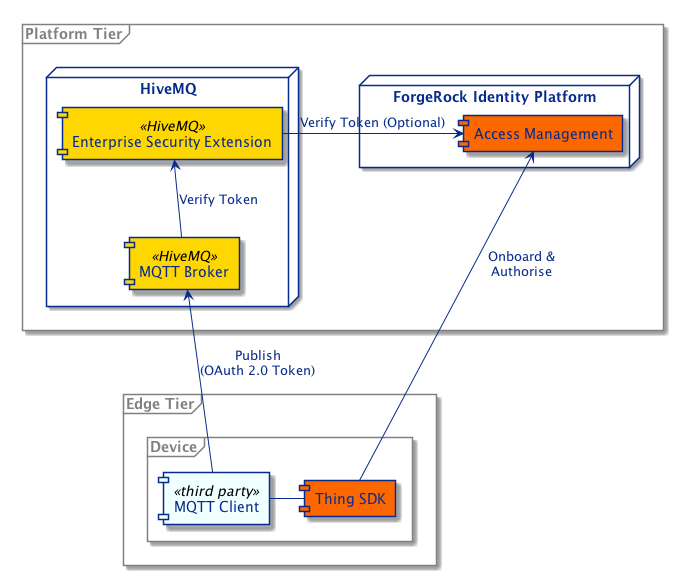 Platform Tier
HiveMQ
«HiveMQ»
Enterprise Security Extension
Verify Token (Optional)
ForgeRock Identity Platform
Access Management
Verify Token
«HiveMQ»
MQTT Broker
Onboard &
Authorise
Publish
(OAuth 2.0 Token)
Edge Tier
Device
«third party»
MQTT Client
Thing SDK